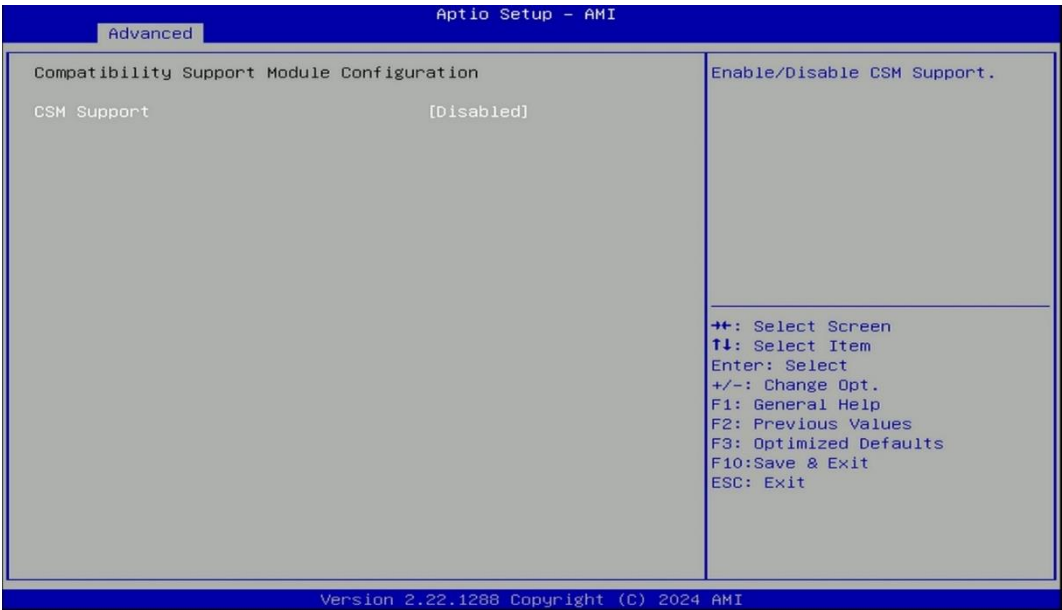 Aptio Setup - AMI
Advanced
Compatibility Support Module Configuration
CSM Support [Disabled]
Enable/Disable CSM Support.
→←: Select Screen
↑↓: Select Item
Enter: Select
+/-: Change Opt.
F1: General Help
F2: Previous Values
F3: Optimized Defaults
F10:Save & Exit
ESC: Exit
Version 2.22.1288 Copyright (C) 2024 AMI